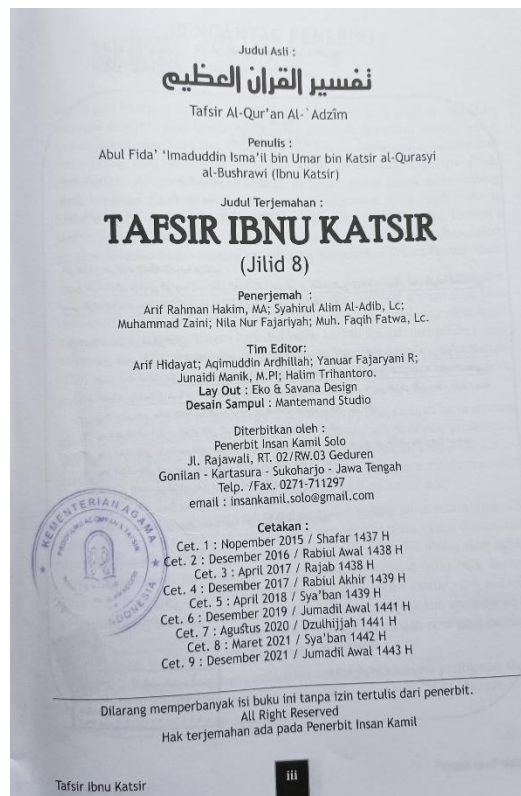 Judul Asli :
تفسير القران العظيم
Tafsir Al-Qur'an Al-`Adzîm
Penulis :
Abul Fida' 'Imaduddin Isma'il bin Umar bin Katsir al-Qurasyi
al-Bushrawi (Ibnu Katsir)
Judul Terjemahan :
TAFSIR IBNU KATSIR
(Jilid 8)
Penerjemah :
Arif Rahman Hakim, MA; Syahirul Alim Al-Adib, Lc;
Muhammad Zaini; Nila Nur Fajariyah; Muh. Faqih Fatwa, Lc.
Tim Editor:
Arif Hidayat; Aqimuddin Ardhillah; Yanuar Fajaryani R;
Junaidi Manik, M.PI; Halim Trihantoro.
Lay Out : Eko & Savana Design
Desain Sampul : Mantemand Studio
Diterbitkan oleh :
Penerbit Insan Kamil Solo
Jl. Rajawali, RT. 02/RW.03 Geduren
Gonilan - Kartasura - Sukoharjo - Jawa Tengah
Telp. /Fax. 0271-711297
email : insankamil.solo@gmail.com
KEMENTERIAN AGAMA
INDONESIA
Cetakan :
Cet. 1 : Nopember 2015 / Shafar 1437 H
Cet. 2 : Desember 2016 / Rabiul Awal 1438 H
Cet. 3 : April 2017 / Rajab 1438 H
Cet. 4 : Desember 2017 / Rabiul Akhir 1439 H
Cet. 5 : April 2018 / Sya'ban 1439 H
Cet. 6 : Desember 2019 / Jumadil Awal 1441 H
Cet. 7 : Agustus 2020 / Dzulhijjah 1441 H
Cet. 8 : Maret 2021 / Sya'ban 1442 H
Cet. 9 : Desember 2021 / Jumadil Awal 1443 H
Dilarang memperbanyak isi buku ini tanpa izin tertulis dari penerbit.
All Right Reserved
Hak terjemahan ada pada Penerbit Insan Kamil
Tafsir Ibnu Katsir
iii